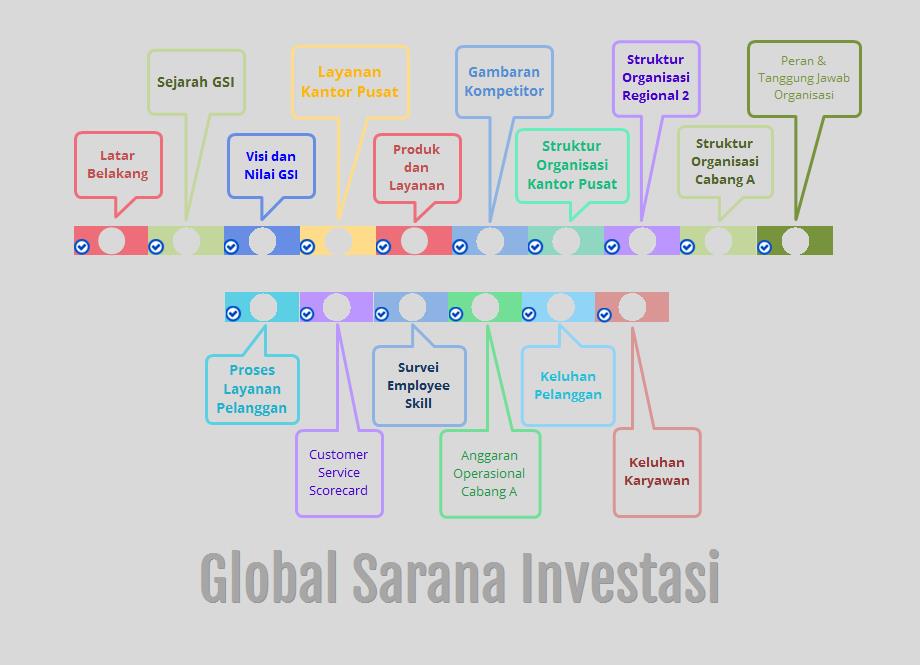 Latar
Belakang
Sejarah GSI
Visi dan
Nilai GSI
Layanan
Kantor Pusat
Produk
dan
Layanan
Gambaran
Kompetitor
Struktur
Organisasi
Kantor Pusat
Struktur
Organisasi
Regional 2
Struktur
Organisasi
Cabang A
Peran &
Tanggung Jawab
Organisasi
Proses
Layanan
Pelanggan
Customer
Service
Scorecard
Survei
Employee
Skill
Anggaran
Operasional
Cabang A
Keluhan
Pelanggan
Keluhan
Karyawan
Global Sarana Investasi